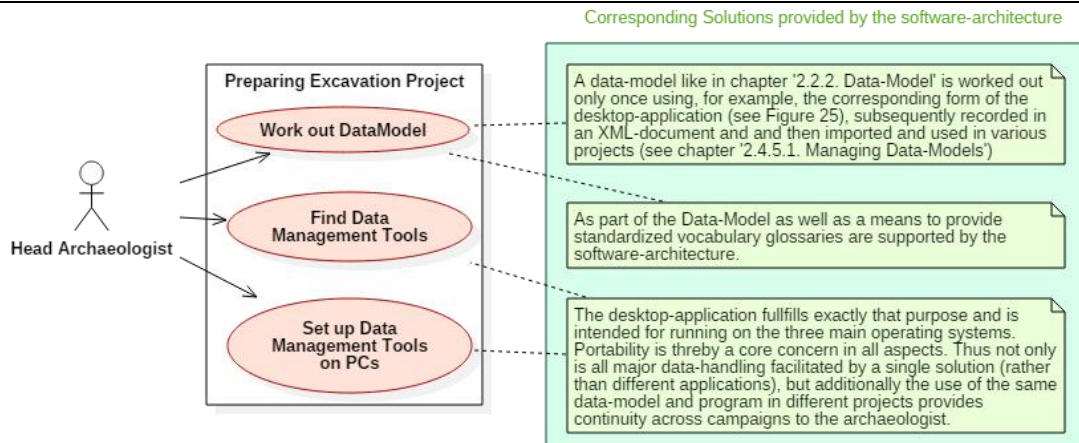 Corresponding Solutions provided by the software-architecture
Preparing Excavation Project
Work out DataModel
Find Data
Management Tools
Set up Data
Management Tools
on PCs
Head Archaeologist
A data-model like in chapter '2.2.2. Data-Model' is worked out
only once using, for example, the corresponding form of the
desktop-application (see Figure 25), subsequently recorded in
an XML-document and and then imported and used in various
projects (see chapter '2.4.5.1. Managing Data-Models')
As part of the Data-Model as well as a means to provide
standardized vocabulary glossaries are supported by the
software-architecture.
The desktop-application fullfills exactly that purpose and is
intended for running on the three main operating systems.
Portability is threby a core concern in all aspects. Thus not only
is all major data-handling facilitated by a single solution (rather
than different applications), but additionally the use of the same
data-model and program in different projects provides
continuity across campaigns to the archaeologist.